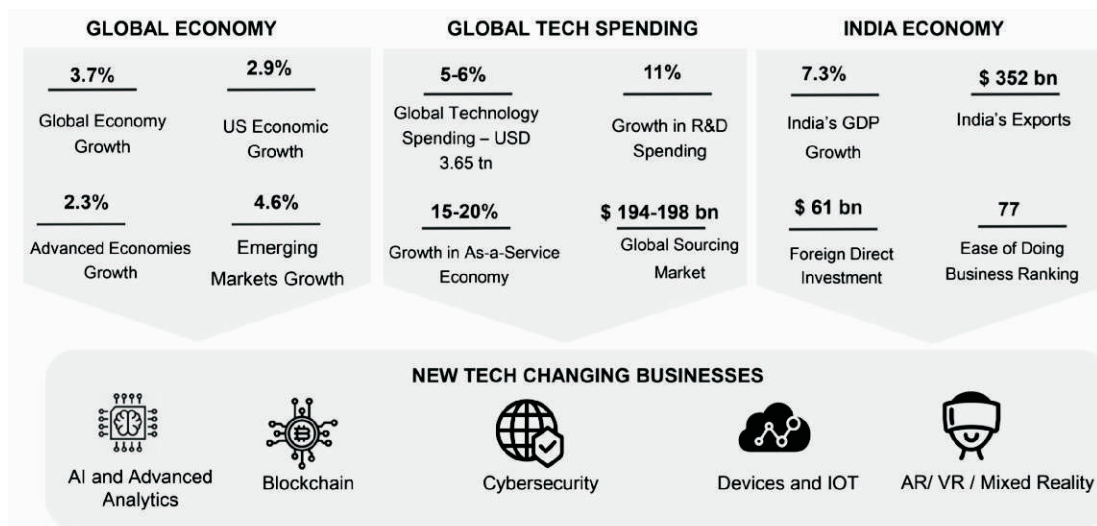 GLOBAL ECONOMY
3.7%
Global Economy
Growth
2.9%
US Economic
Growth
2.3%
Advanced Economies
Growth
4.6%
Emerging
Markets Growth
GLOBAL TECH SPENDING
5-6%
Global Technology
Spending – USD
3.65 tn
11%
Growth in R&D
Spending
15-20%
Growth in As-a-Service
Economy
$ 194-198 bn
Global Sourcing
Market
INDIA ECONOMY
7.3%
India's GDP
Growth
$ 352 bn
India's Exports
$ 61 bn
Foreign Direct
Investment
77
Ease of Doing
Business Ranking
NEW TECH CHANGING BUSINESSES
AI and Advanced
Analytics
Blockchain
Cybersecurity
Devices and IOT
AR/ VR / Mixed Reality